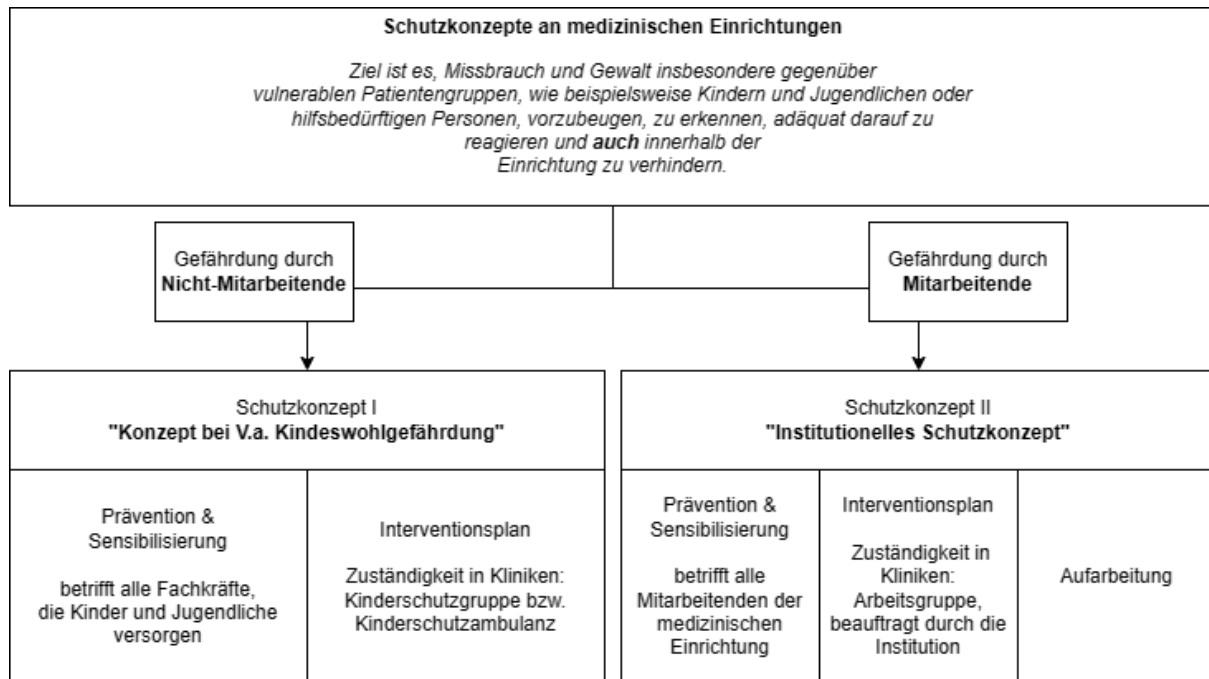 Schutzkonzepte an medizinischen Einrichtungen
Ziel ist es, Missbrauch und Gewalt insbesondere gegenüber
vulnerablen Patientengruppen, wie beispielsweise Kindern und Jugendlichen oder
hilfsbedürftigen Personen, vorzubeugen, zu erkennen, adäquat darauf zu
reagieren und auch innerhalb der
Einrichtung zu verhindern.
Gefährdung durch
Nicht-Mitarbeitende
Gefährdung durch
Mitarbeitende
Schutzkonzept I
"Konzept bei V.a. Kindeswohlgefährdung"
Schutzkonzept II
"Institutionelles Schutzkonzept"
Prävention &
Sensibilisierung
betrifft alle Fachkräfte,
die Kinder und Jugendliche
versorgen
Interventionsplan
Zuständigkeit in Kliniken:
Kinderschutzgruppe bzw.
Kinderschutzambulanz
Prävention &
Sensibilisierung
betrifft alle
Mitarbeitenden der
medizinischen
Einrichtung
Interventionsplan
Zuständigkeit in
Kliniken:
Arbeitsgruppe,
beauftragt durch die
Institution
Aufarbeitung